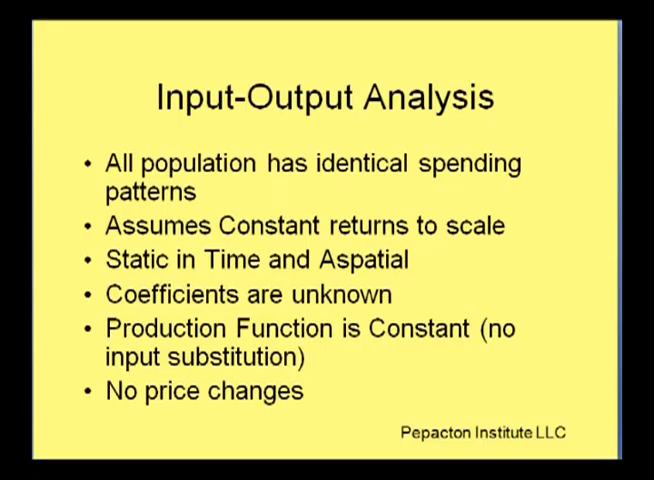 Input-Output Analysis
• All population has identical spending
patterns
• Assumes Constant returns to scale
• Static in Time and Aspatial
• Coefficients are unknown
• Production Function is Constant (no
input substitution)
• No price changes
Pepacton Institute LLC